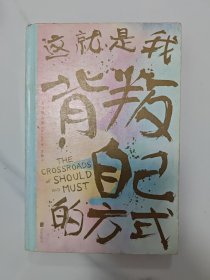 这就是我
背叛
THE
CROSSROADS
OF SHOULD
AND MUST
自己
的方式